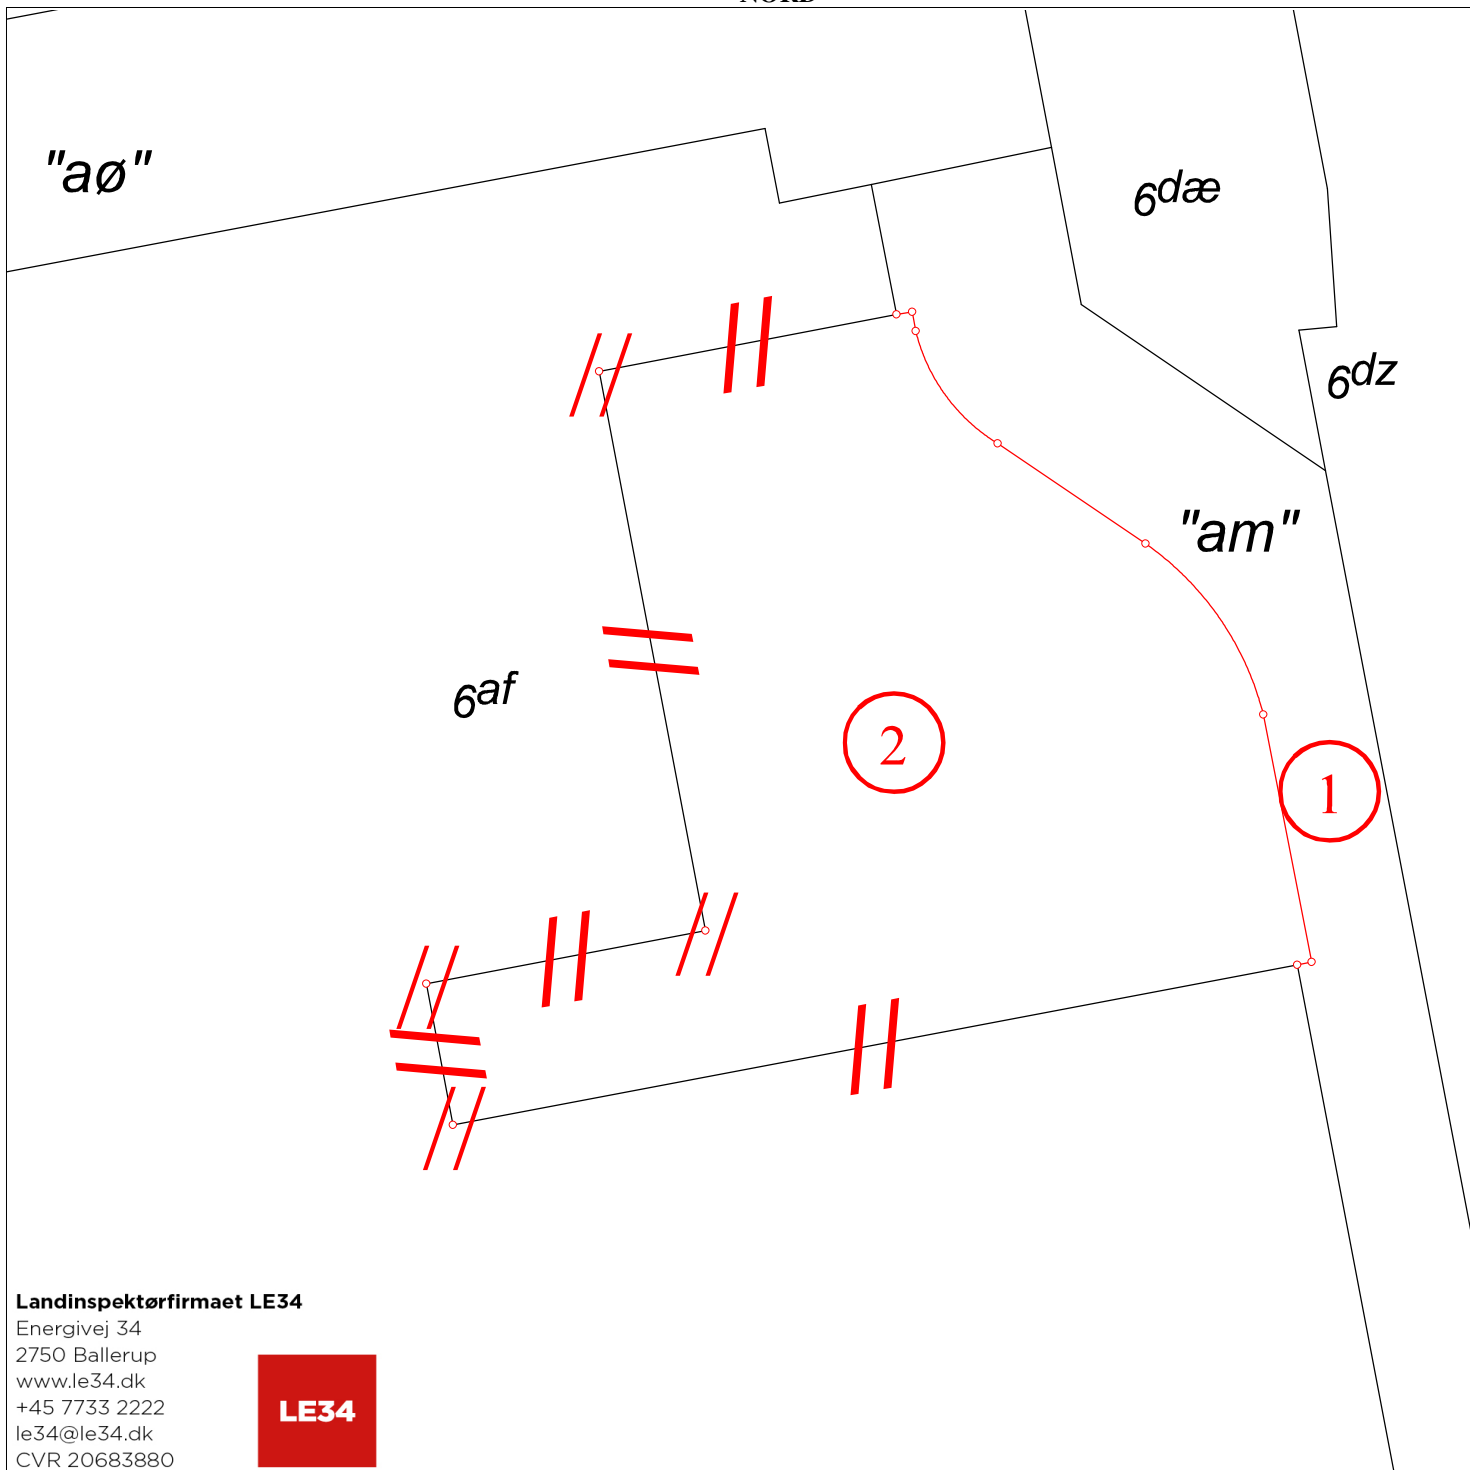 NORD
"aø"
6dæ
6dz
"am"
6af
2
1
Landinspektørfirmaet LE34
Energivej 34
2750 Ballerup
www.le34.dk
+45 7733 2222
le34@le34.dk
CVR 20683880
LE34